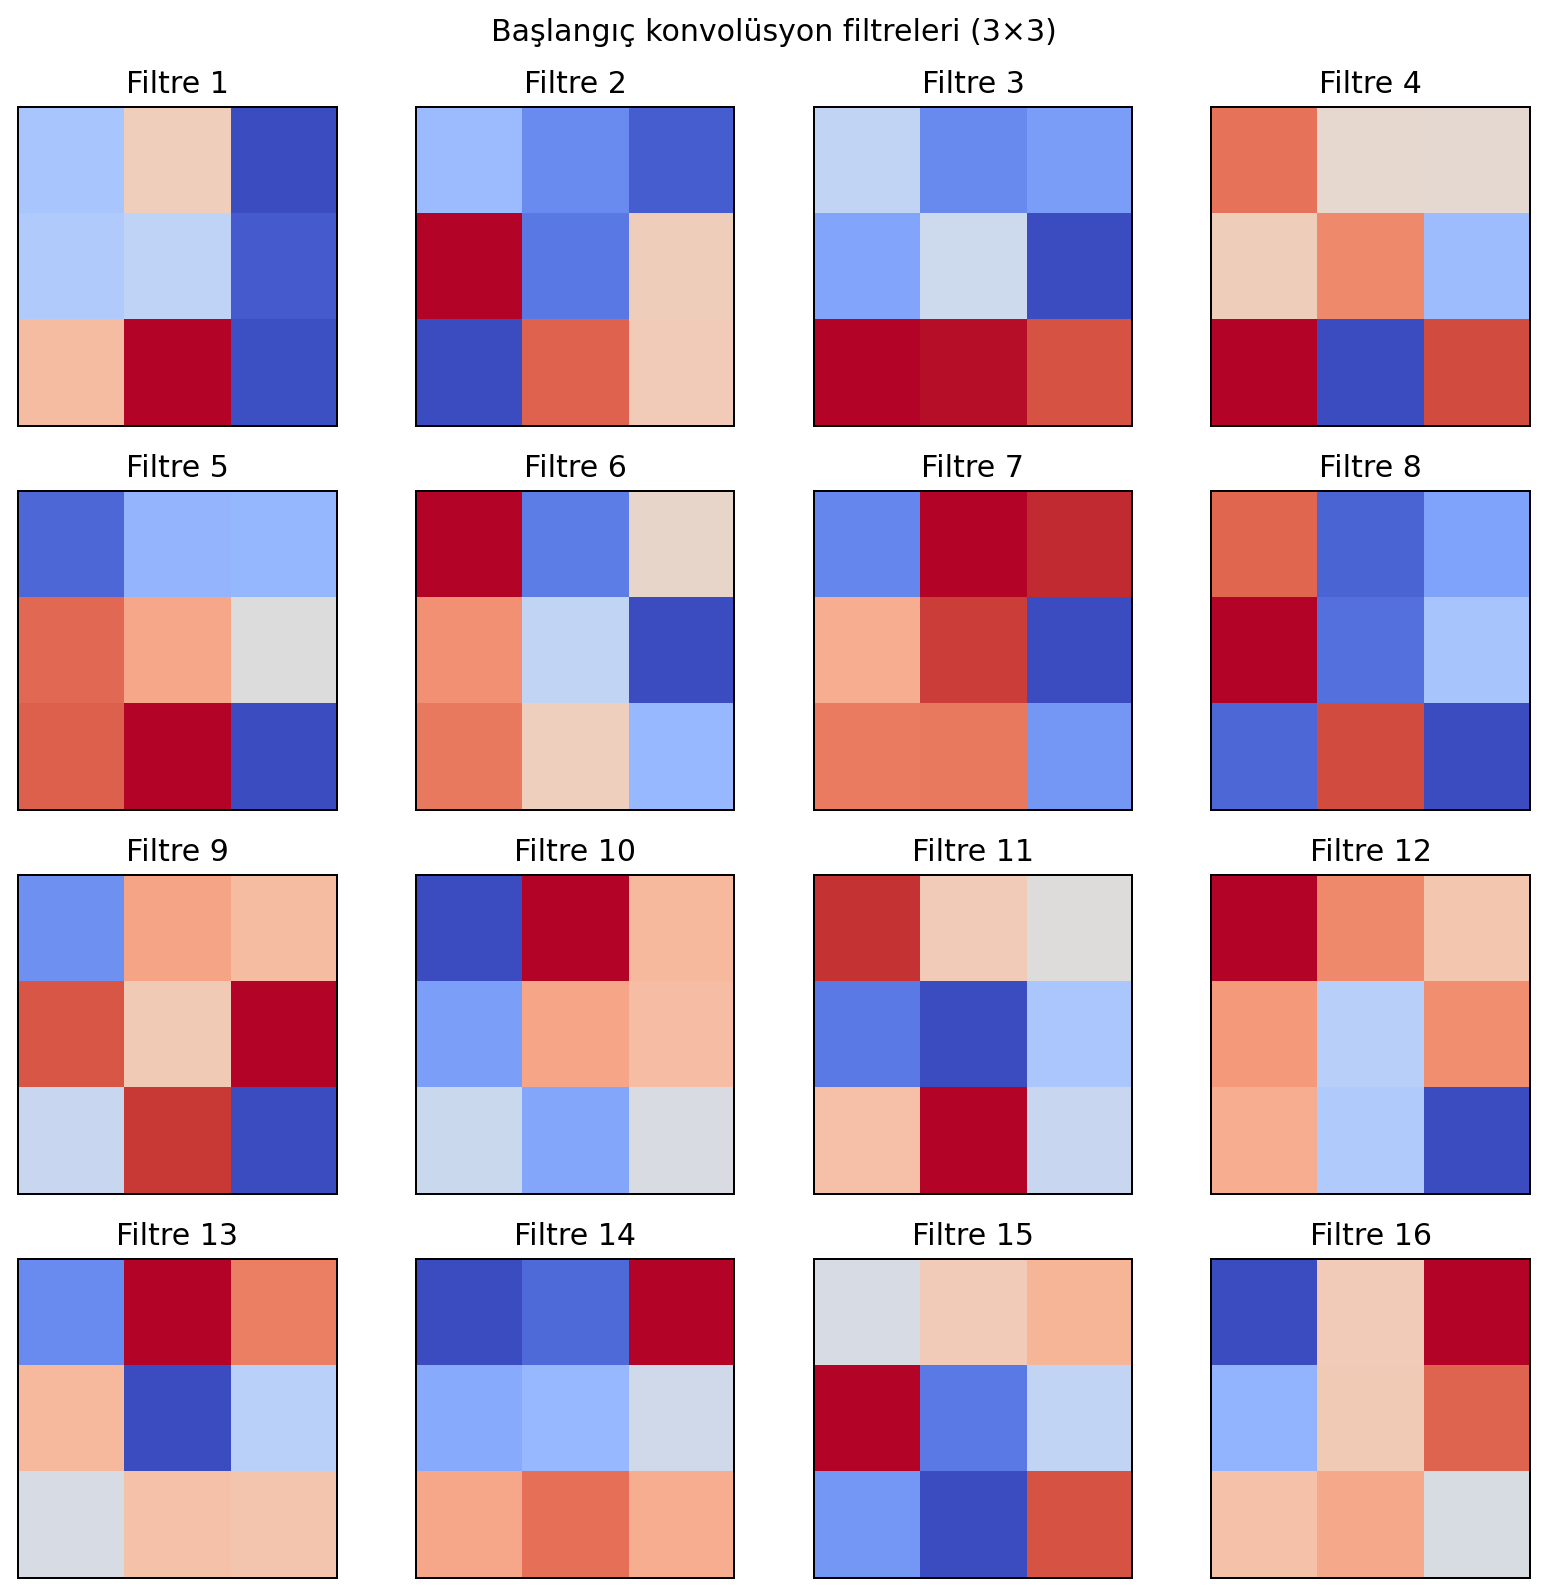 Başlangıç konvolüsyon filtreleri (3×3)
Filtre 1
Filtre 2
Filtre 3
Filtre 4
Filtre 5
Filtre 6
Filtre 7
Filtre 8
Filtre 9
Filtre 10
Filtre 11
Filtre 12
Filtre 13
Filtre 14
Filtre 15
Filtre 16